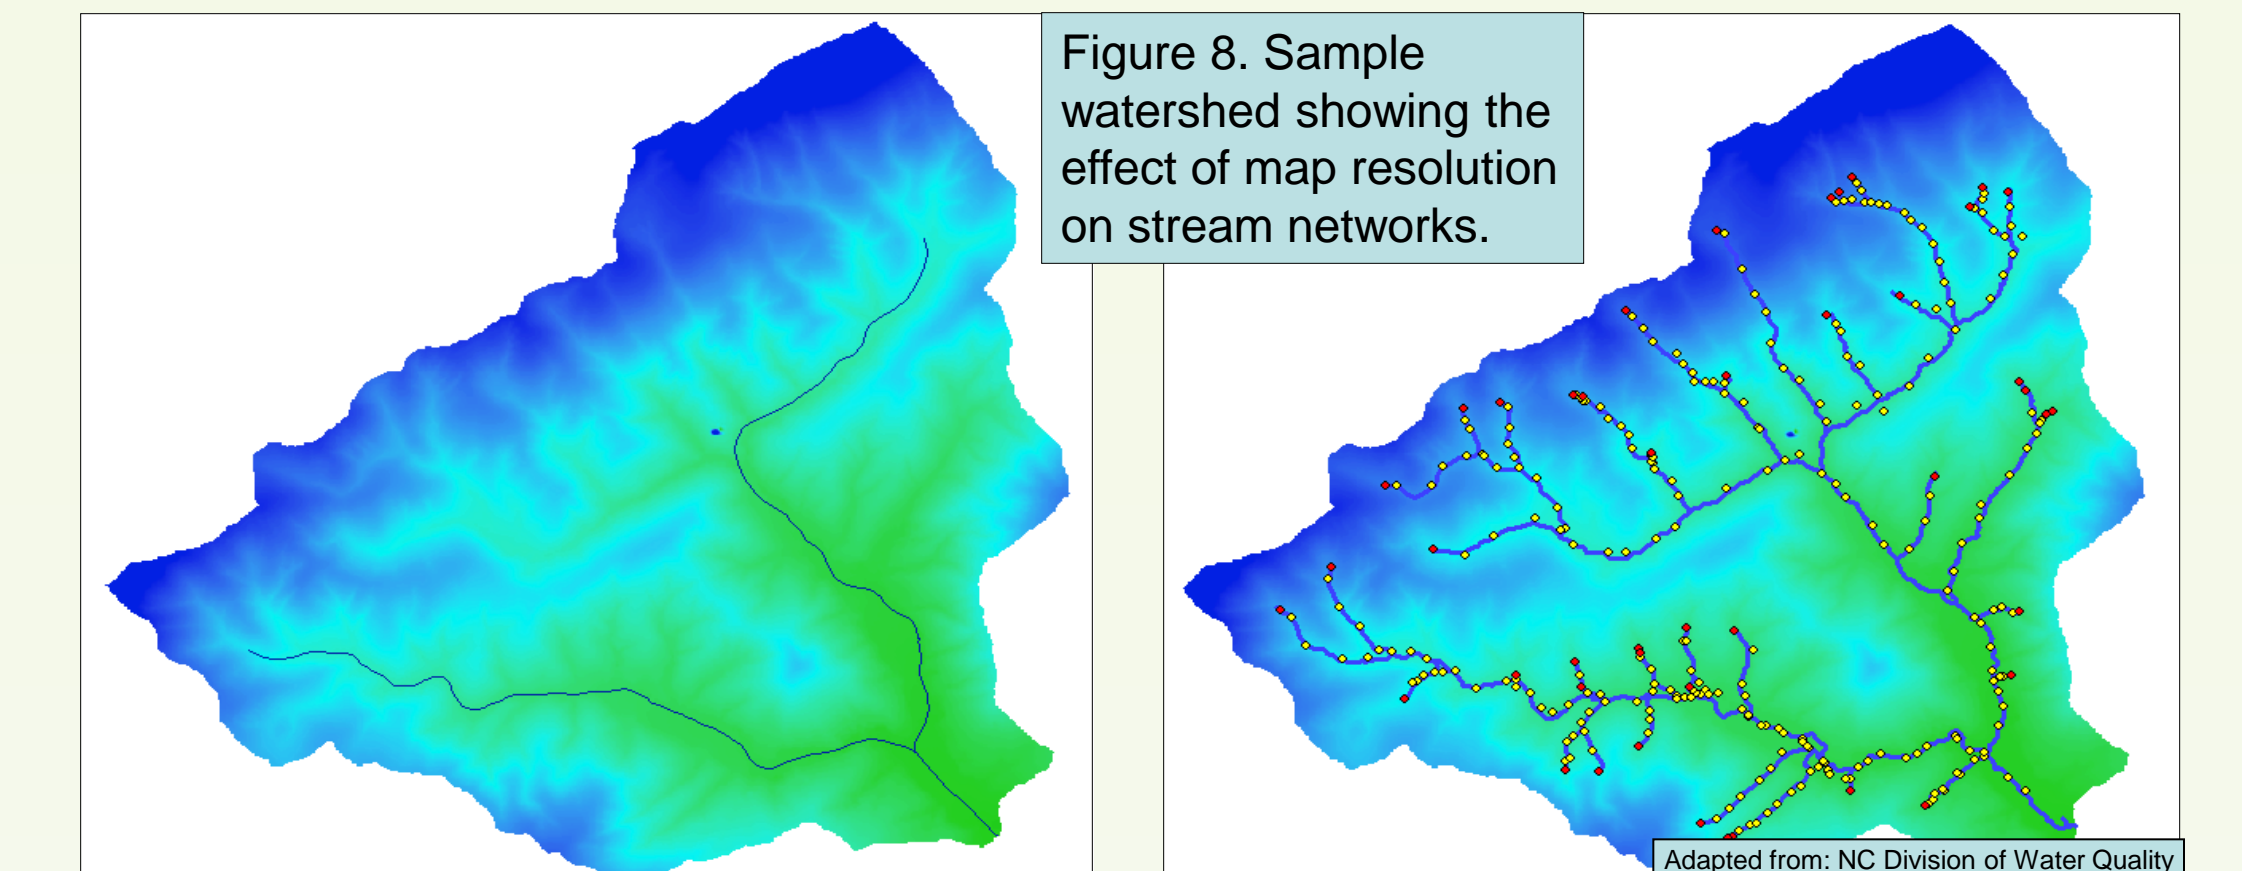 Figure 8. Sample
watershed showing the
effect of map resolution
on stream networks.
Adapted from: NC Division of Water Quality